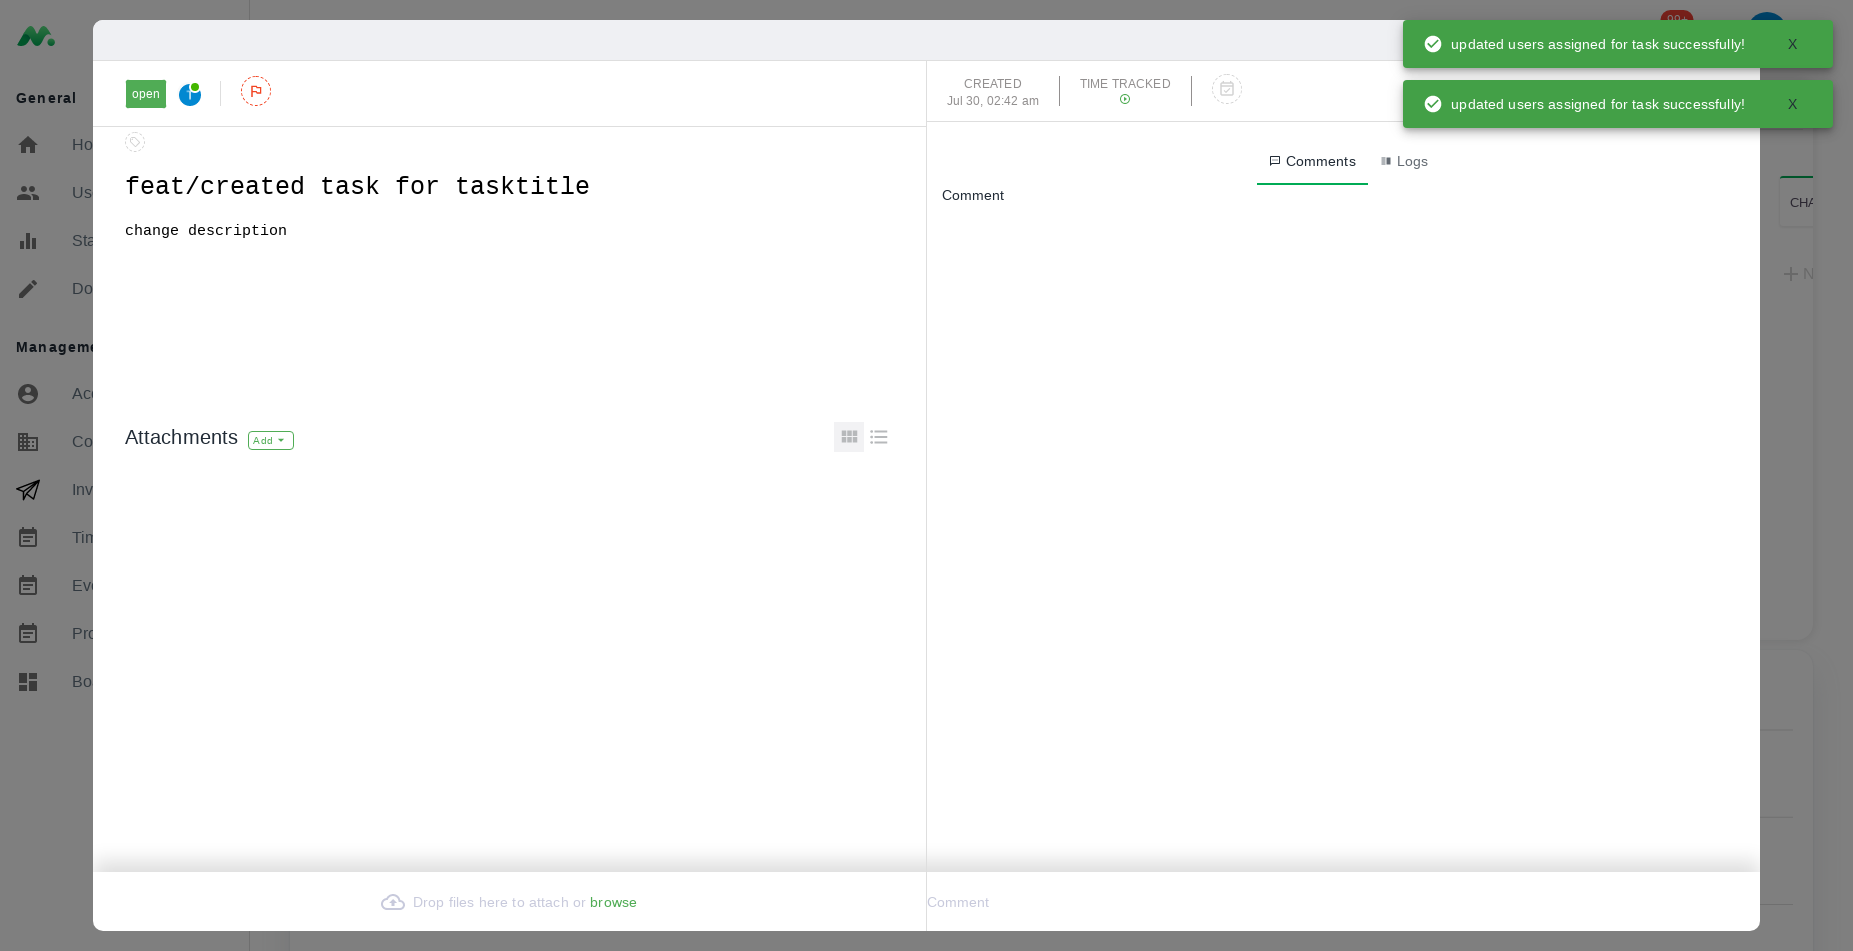 General
Ho
Use
Sta
Do
Manageme
Acc
Co
Inv
Tim
Eve
Pro
Bo
open
T
feat/created task for tasktitle
change description
Attachments
Add
Drop files here to attach or browse
CREATED
Jul 30, 02:42 am
TIME TRACKED
Comments
Logs
Comment
Comment
updated users assigned for task successfully!
X
updated users assigned for task successfully!
X
CHA
N